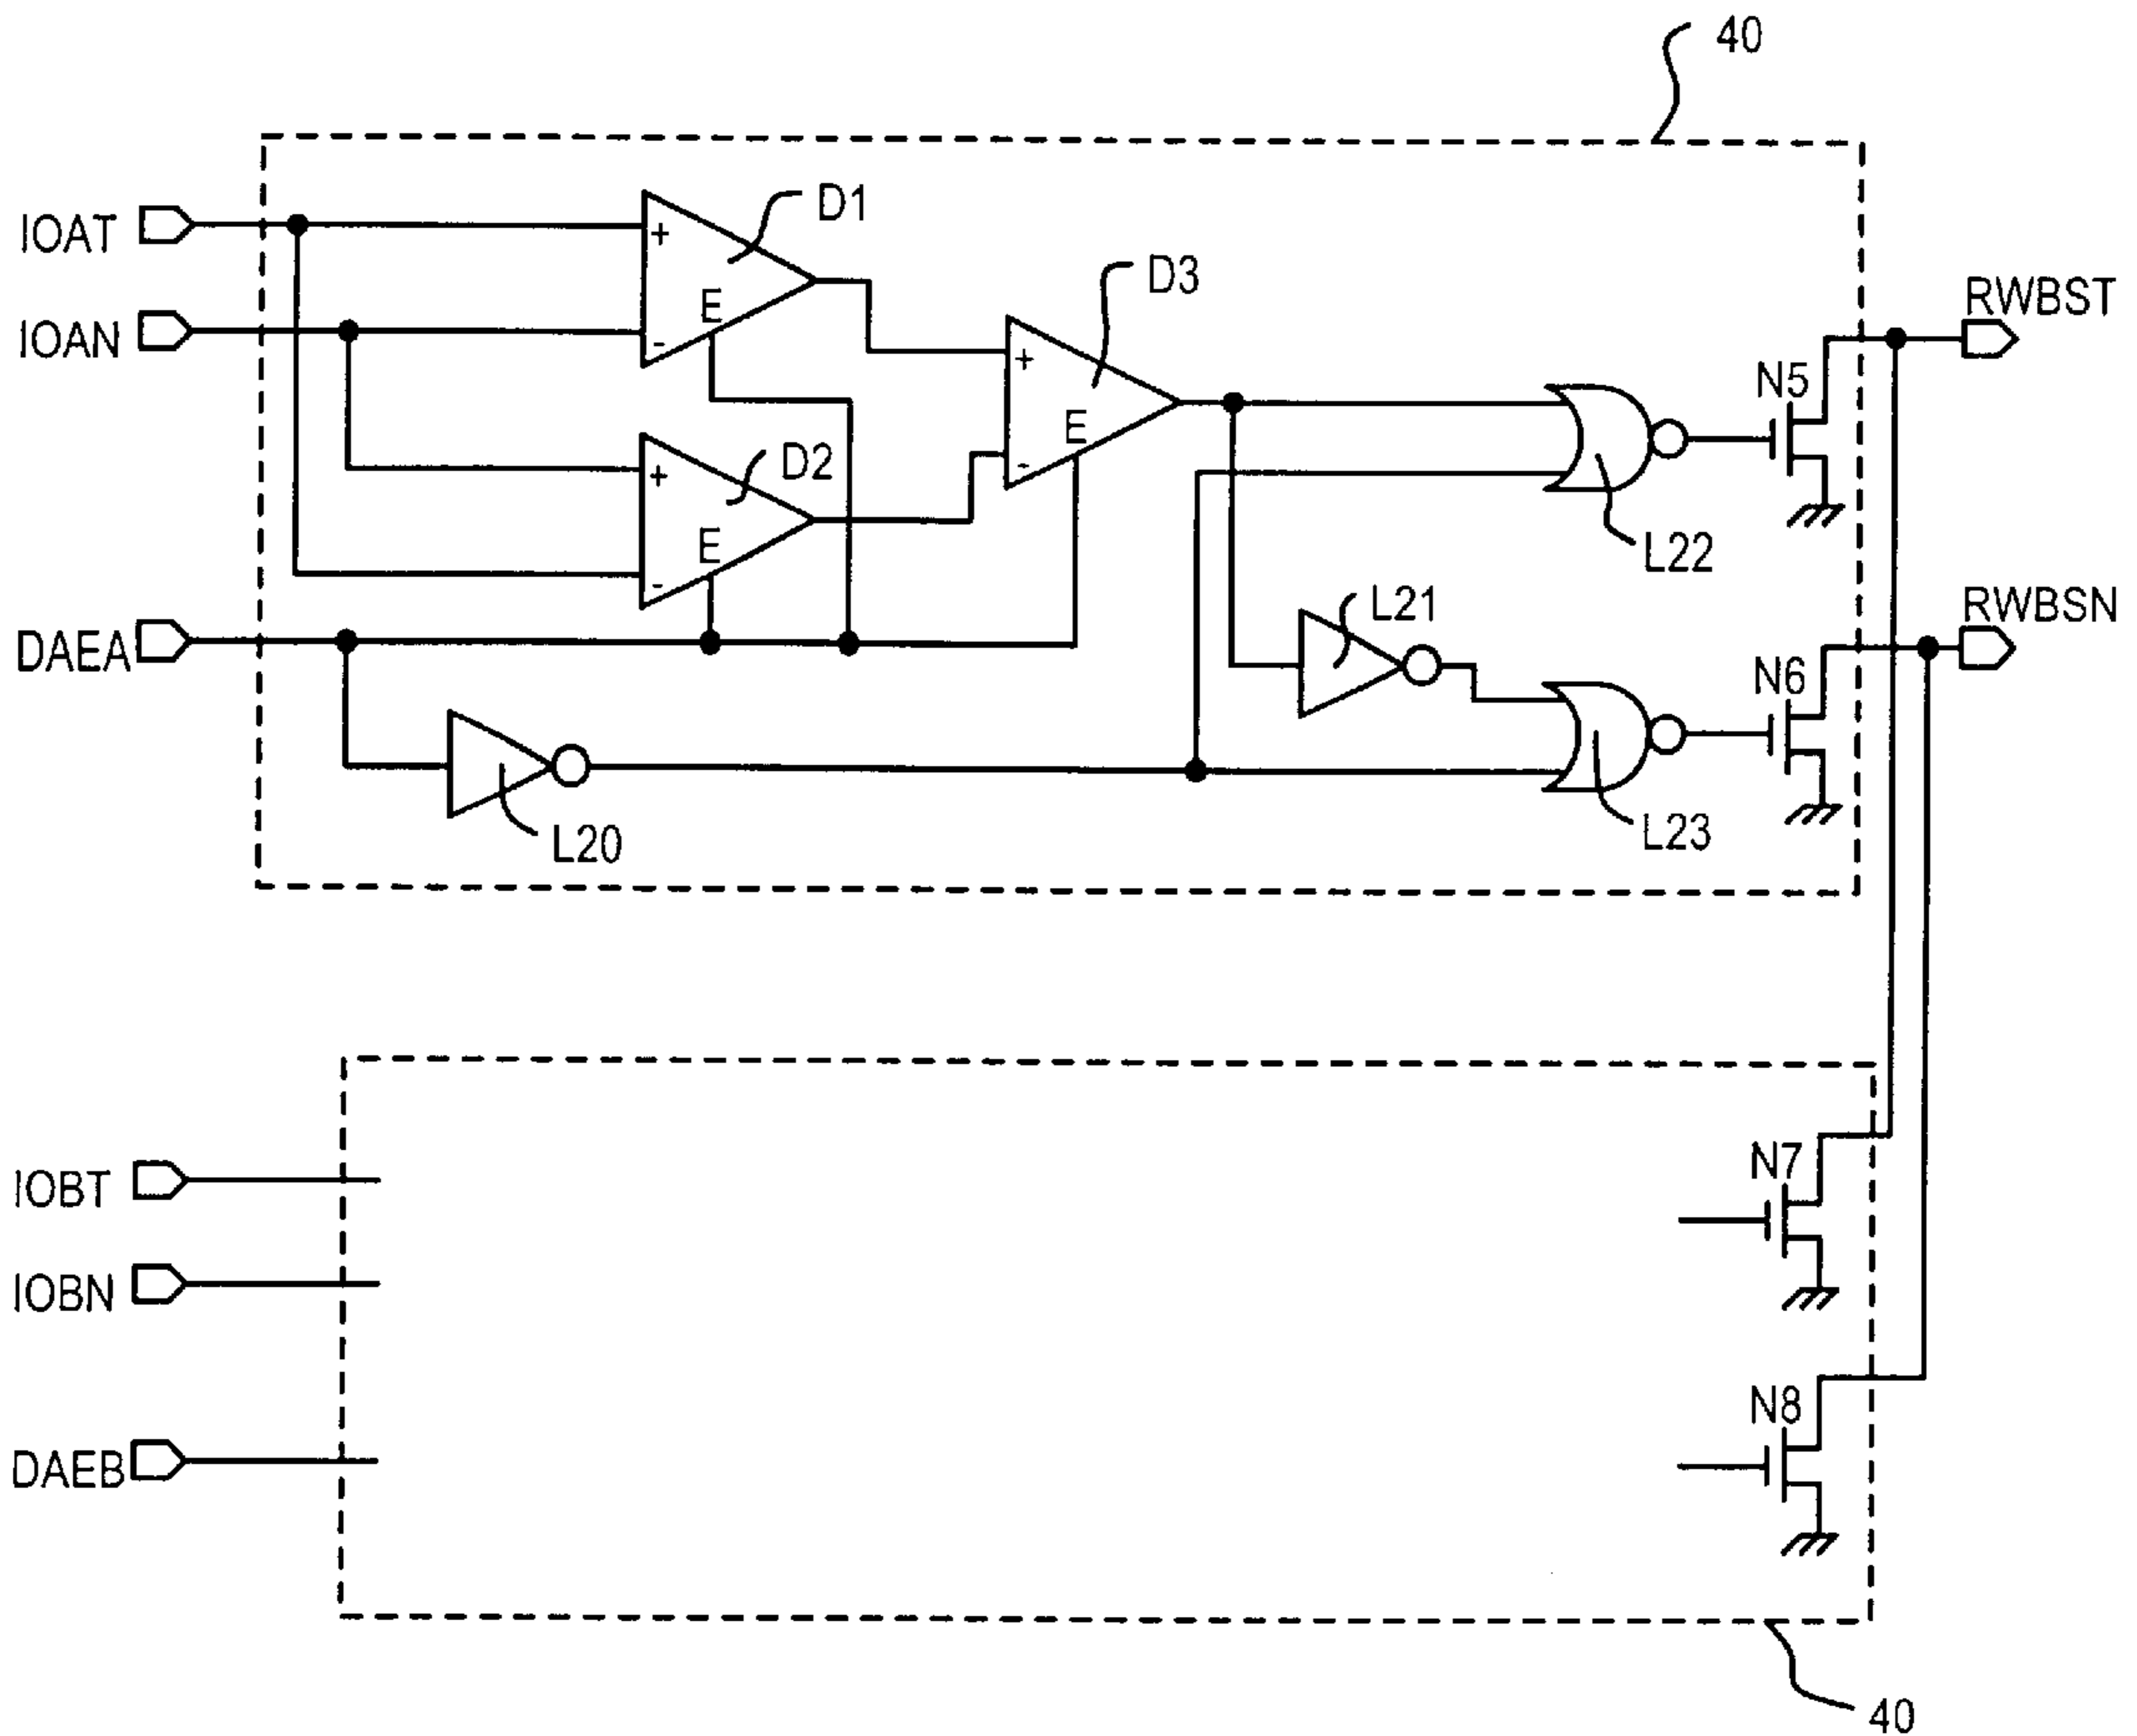 40
IOAT
+
D1
E
IOAN
-
D3
RWBST
+
N5
E
-
+
D2
E
-
L22
DAEA
L21
RWBSN
N6
L20
L23
IOBT
N7
IOBN
DAEB
N8
40